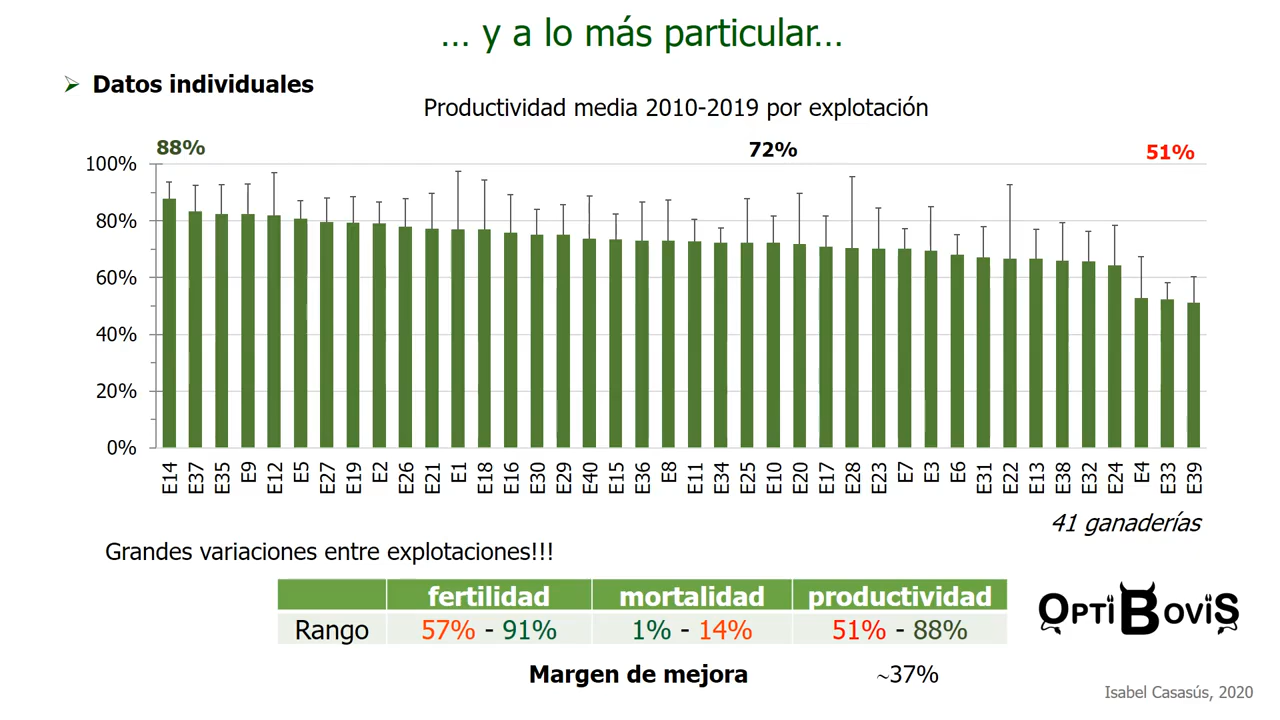 … y a lo más particular…
Datos individuales
Productividad media 2010-2019 por explotación
88%
72%
51%
100%
80%
60%
40%
20%
0%
E14 E37 E35 E9 E12 E5 E27 E19 E2 E26 E21 E1 E18 E16 E30 E29 E40 E15 E36 E8 E11 E34 E25 E10 E20 E17 E28 E23 E7 E3 E6 E31 E22 E13 E38 E32 E24 E4 E33 E39
41 ganaderías
Grandes variaciones entre explotaciones!!!
fertilidad mortalidad productividad
Rango 57% - 91% 1% - 14% 51% - 88%
OPTIBOVIS
Margen de mejora ~37%
Isabel Casasús, 2020